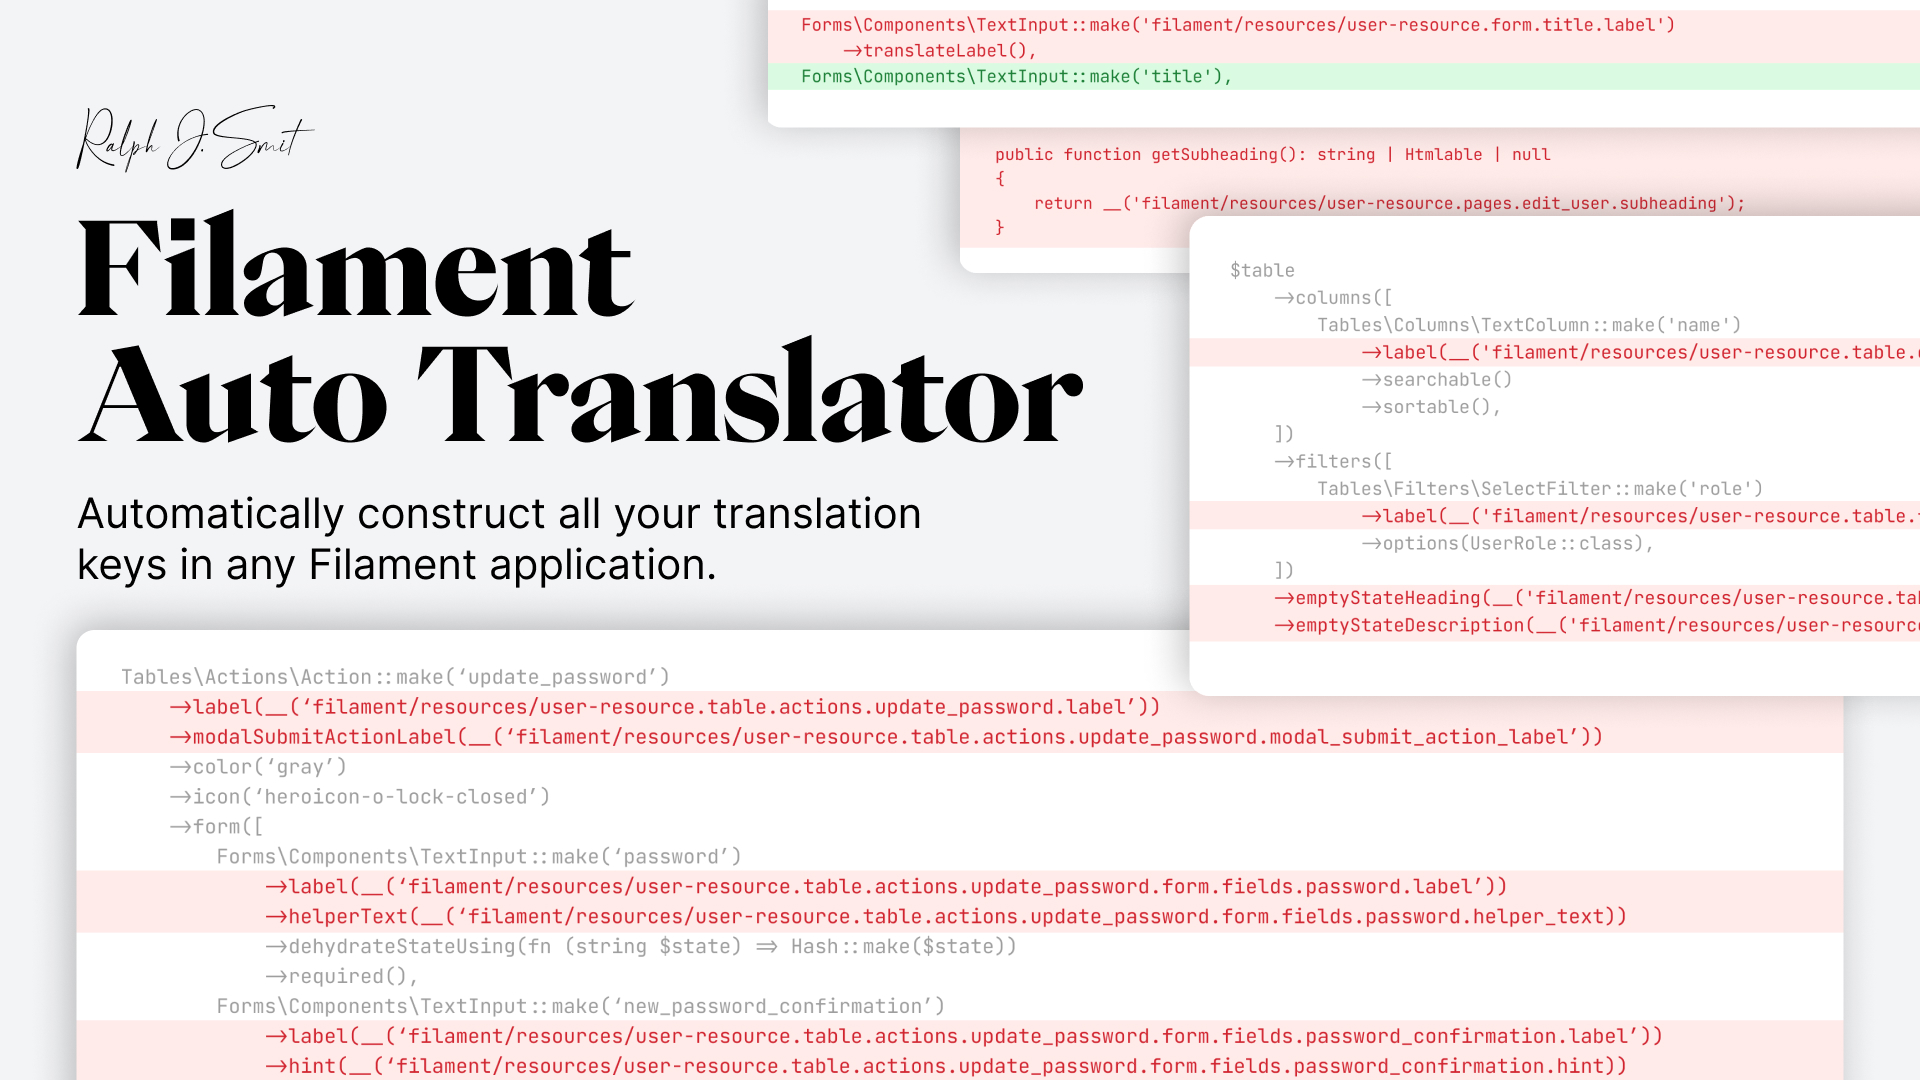 Ralph J. Smit
Filament
Auto Translator
Automatically construct all your translation
keys in any Filament application.
Forms\Components\TextInput::make('filament/resources/user-resource.form.title.label')
    ->translateLabel(),
Forms\Components\TextInput::make('title'),
public function getSubheading(): string | Htmlable | null
{
    return __('filament/resources/user-resource.pages.edit_user.subheading');
}
$table
    ->columns([
        Tables\Columns\TextColumn::make('name')
            ->label(__('filament/resources/user-resource.table.
            ->searchable()
            ->sortable(),
    ])
    ->filters([
        Tables\Filters\SelectFilter::make('role')
            ->label(__('filament/resources/user-resource.table.
            ->options(UserRole::class),
    ])
    ->emptyStateHeading(__('filament/resources/user-resource.ta
    ->emptyStateDescription(__('filament/resources/user-resource
Tables\Actions\Action::make(‘update_password’)
    ->label(__(‘filament/resources/user-resource.table.actions.update_password.label’))
    ->modalSubmitActionLabel(__(‘filament/resources/user-resource.table.actions.update_password.modal_submit_action_label’))
    ->color(‘gray’)
    ->icon(‘heroicon-o-lock-closed’)
    ->form([
        Forms\Components\TextInput::make(‘password’)
            ->label(__(‘filament/resources/user-resource.table.actions.update_password.form.fields.password.label’))
            ->helperText(__(‘filament/resources/user-resource.table.actions.update_password.form.fields.password.helper_text))
            ->dehydrateStateUsing(fn (string $state) => Hash::make($state))
            ->required(),
        Forms\Components\TextInput::make(‘new_password_confirmation’)
            ->label(__(‘filament/resources/user-resource.table.actions.update_password.form.fields.password_confirmation.label’))
            ->hint(__(‘filament/resources/user-resource.table.actions.update_password.form.fields.password_confirmation.hint))